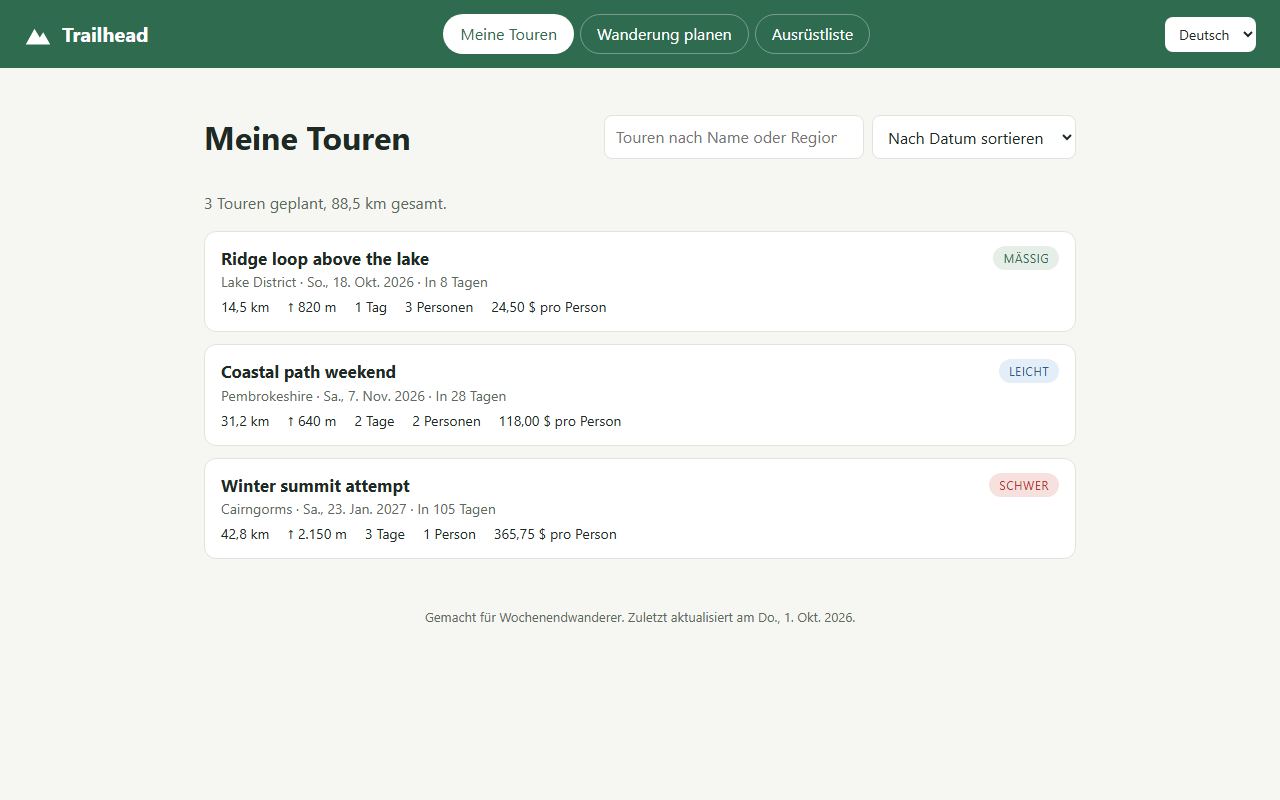 Trailhead
Meine Touren
Wanderung planen
Ausrüstliste
Deutsch
Meine Touren
Touren nach Name oder Region
Nach Datum sortieren
3 Touren geplant, 88,5 km gesamt.
Ridge loop above the lake
MÄSSIG
Lake District · So., 18. Okt. 2026 · In 8 Tagen
14,5 km ↑ 820 m 1 Tag 3 Personen 24,50 $ pro Person
Coastal path weekend
LEICHT
Pembrokeshire · Sa., 7. Nov. 2026 · In 28 Tagen
31,2 km ↑ 640 m 2 Tage 2 Personen 118,00 $ pro Person
Winter summit attempt
SCHWER
Cairngorms · Sa., 23. Jan. 2027 · In 105 Tagen
42,8 km ↑ 2.150 m 3 Tage 1 Person 365,75 $ pro Person
Gemacht für Wochenendwanderer. Zuletzt aktualisiert am Do., 1. Okt. 2026.